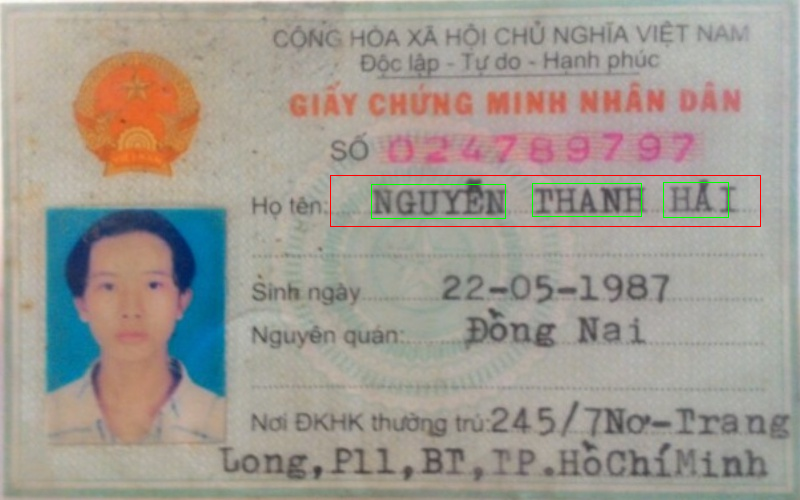 CỘNG HÒA XÃ HỘI CHỦ NGHĨA VIỆT NAM
Độc lập - Tự do - Hạnh phúc
GIẤY CHỨNG MINH NHÂN DÂN
SỐ 024789797
Họ tên: NGUYỄN THANH HẢI
Sinh ngày 22-05-1987
Nguyên quán: Đồng Nai
Nơi ĐKHK thường trú: 245/7Nơ-Trang
Long,P11,BT,TP.HồChíMinh